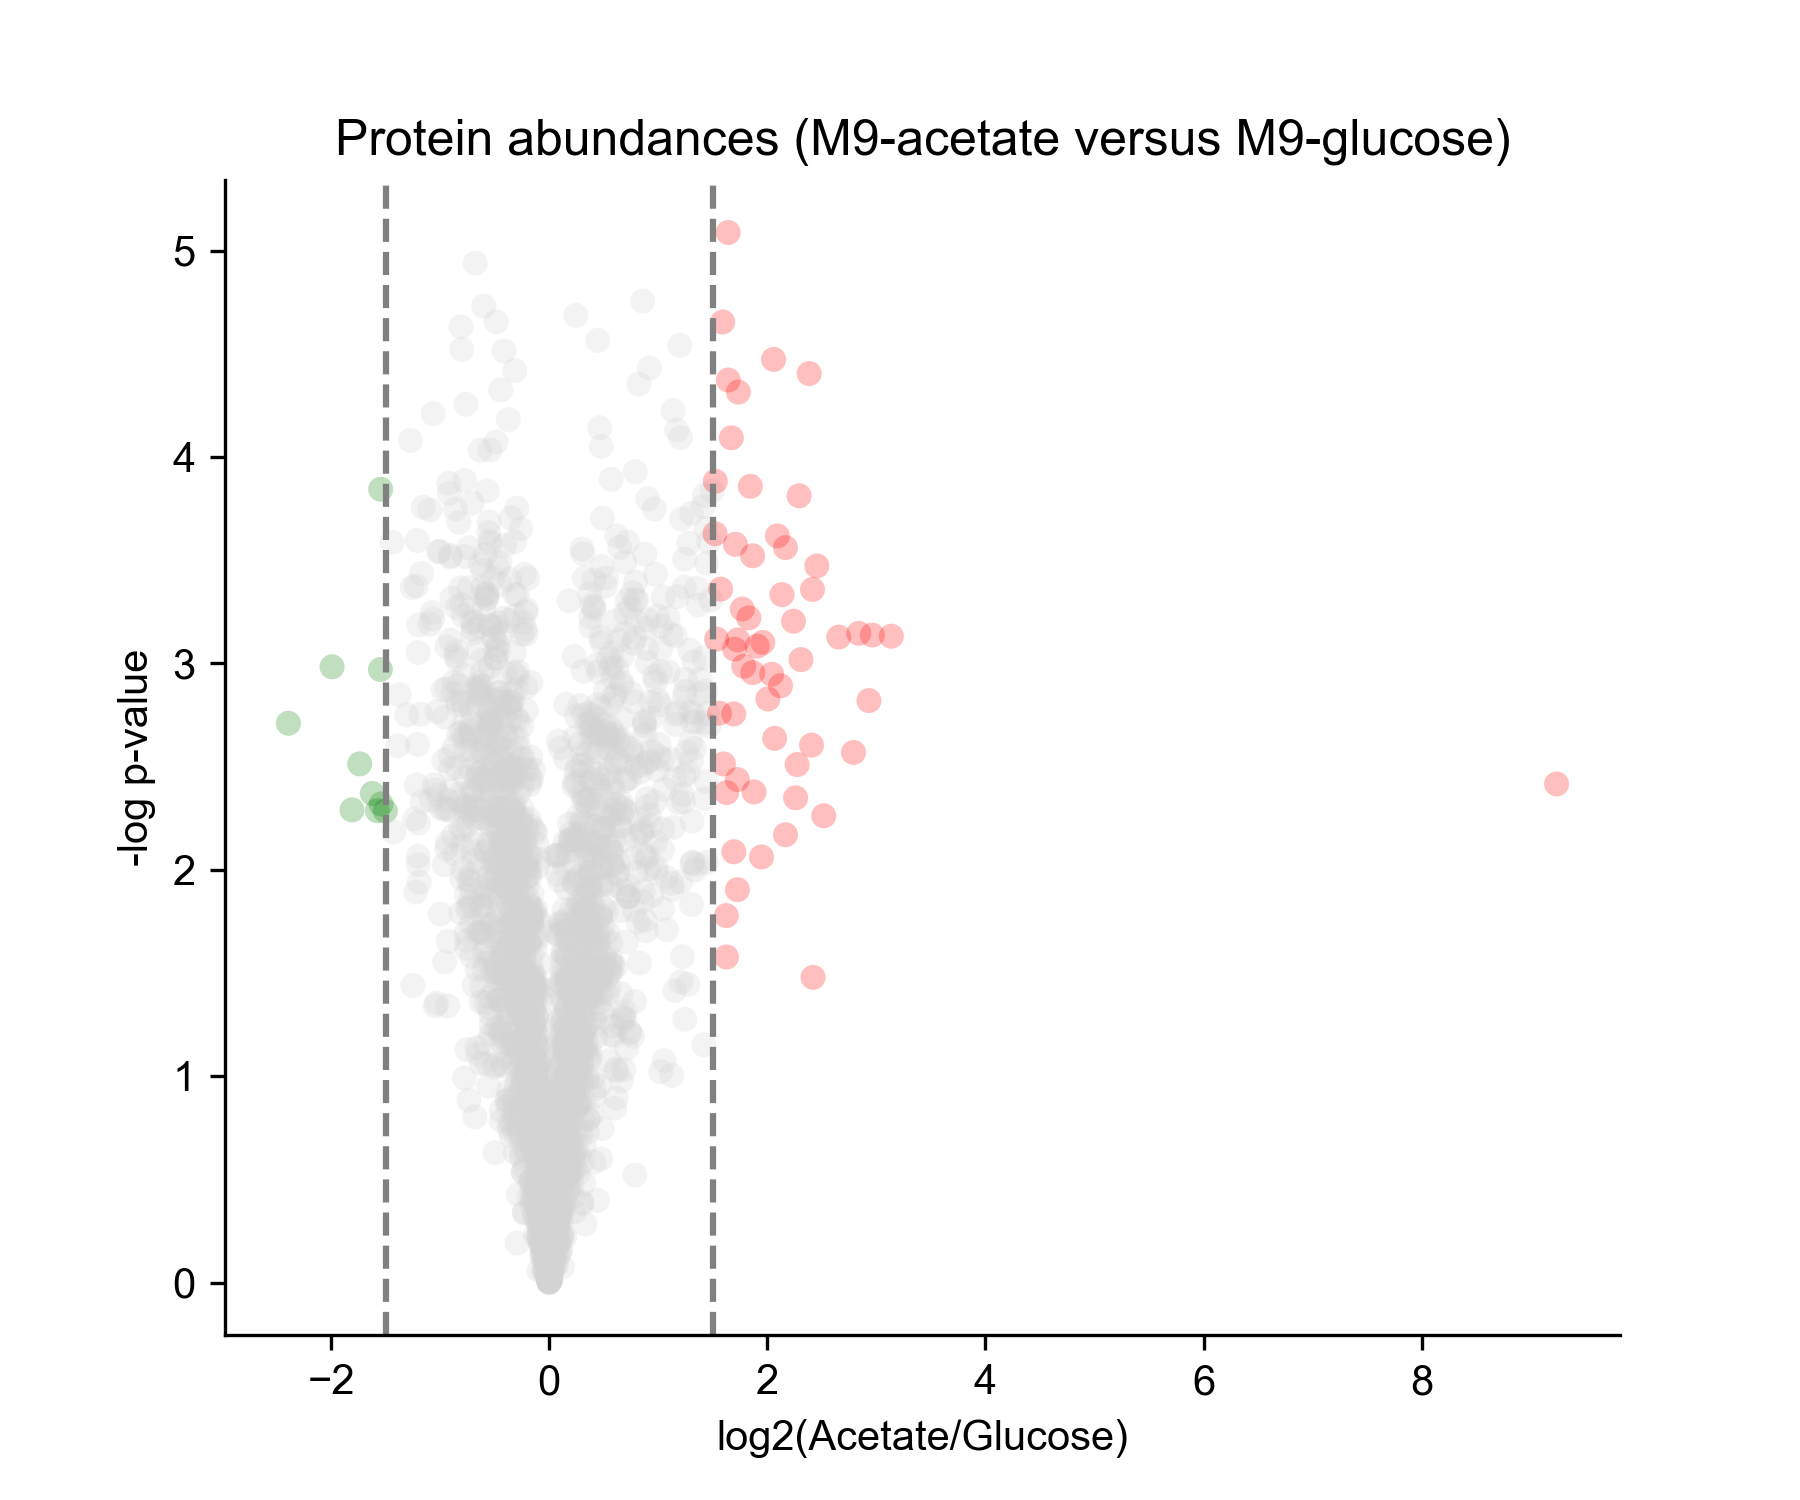 Protein abundances (M9-acetate versus M9-glucose)
5
4
3
2
1
0
-log p-value
−2 0 2 4 6 8
log2(Acetate/Glucose)